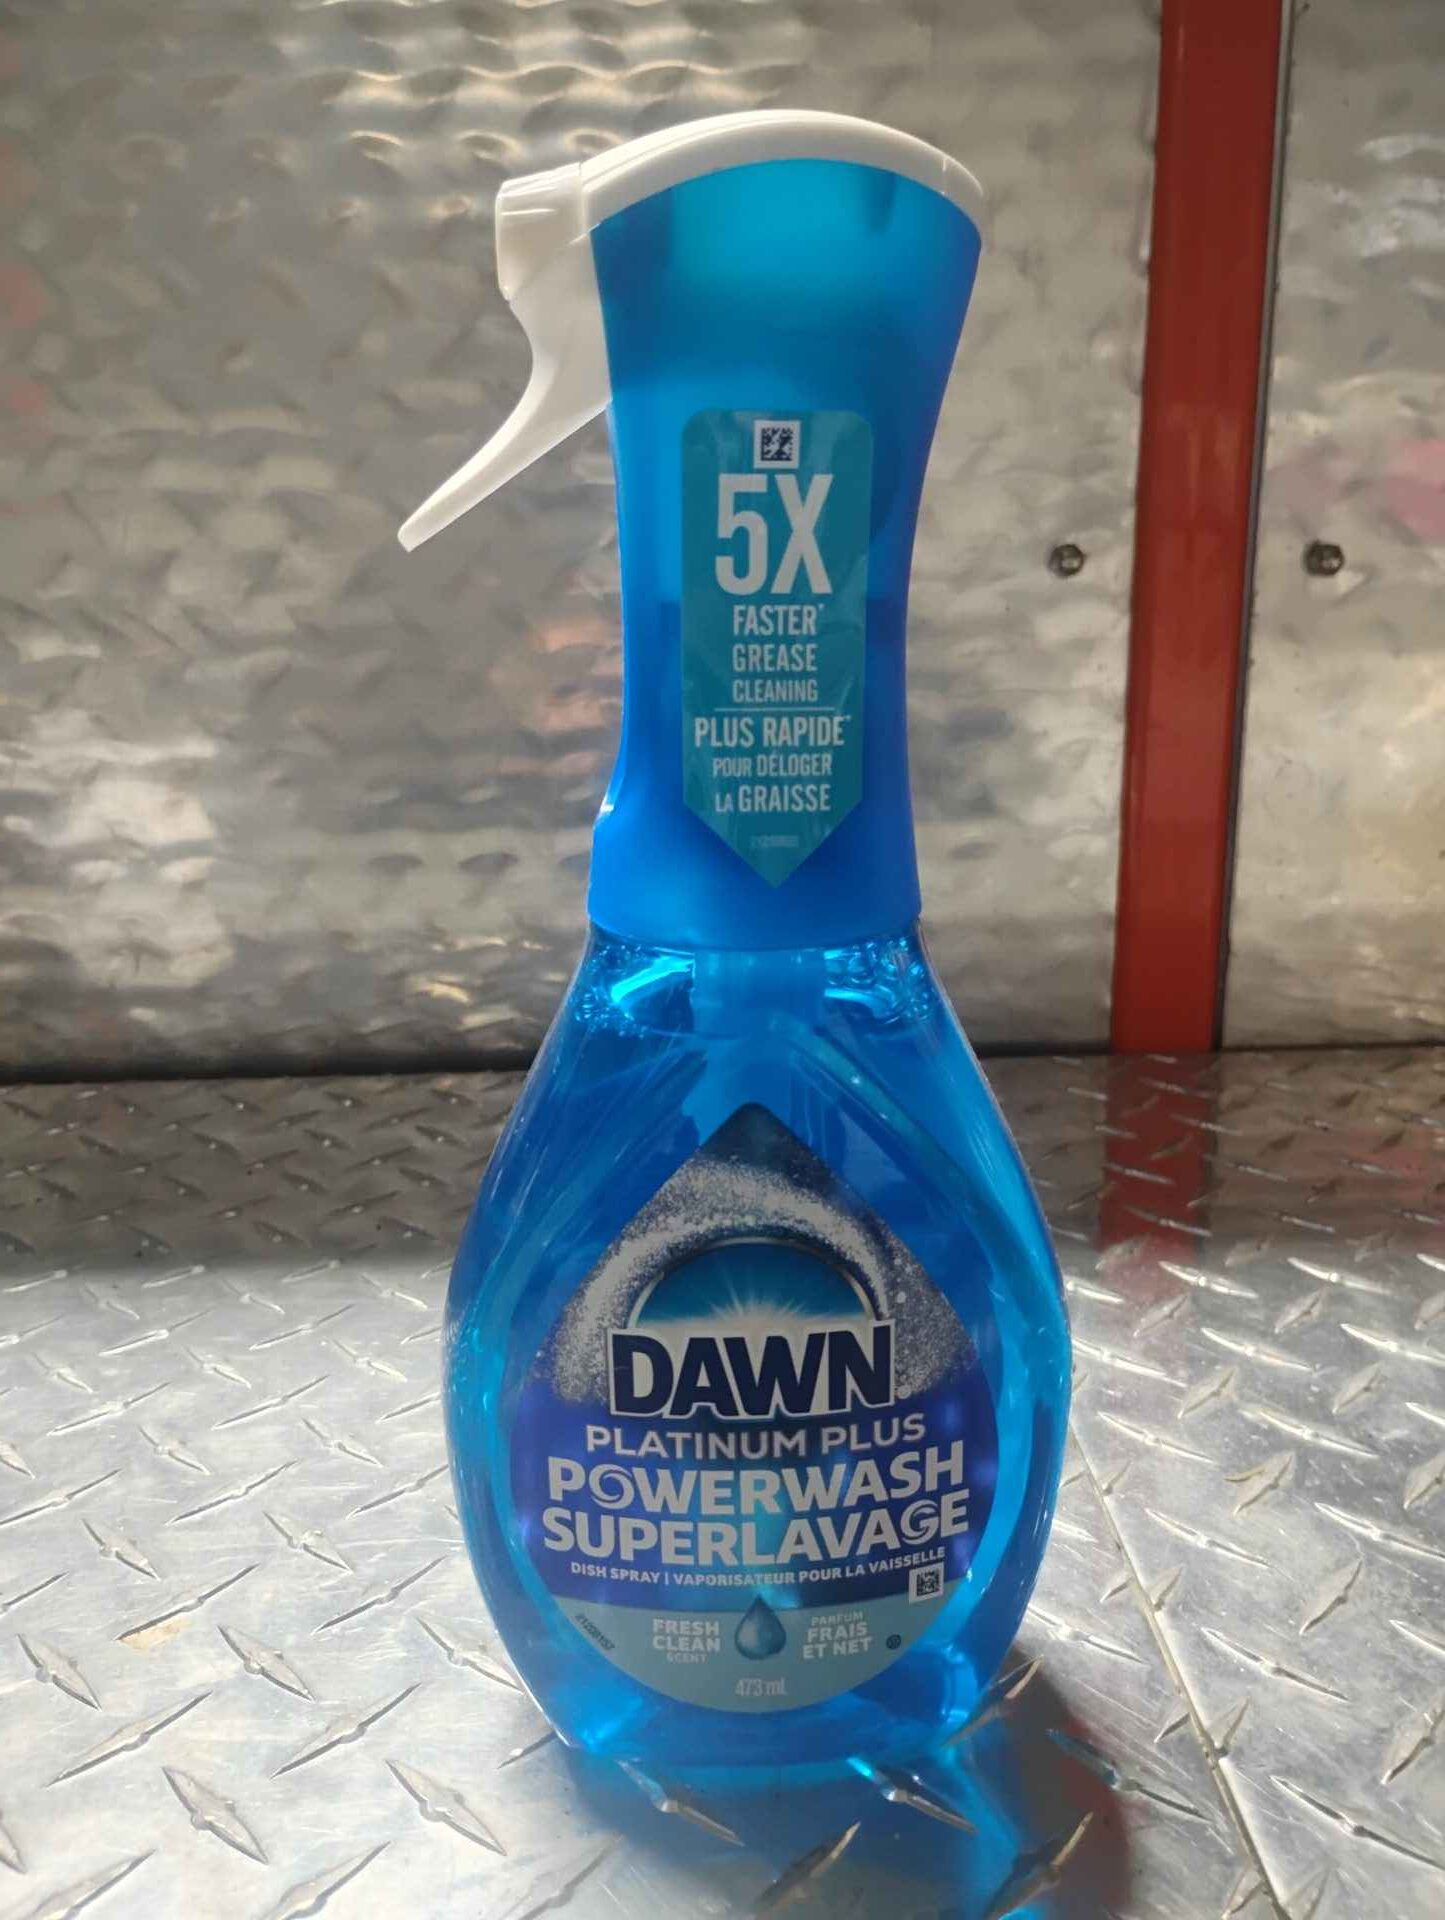 5X
FASTER*
GREASE
CLEANING
PLUS RAPIDE*
POUR DÉLOGER
LA GRAISSE
DAWN
PLATINUM PLUS
POWERWASH
SUPERLAVAGE
DISH SPRAY | VAPORISATEUR POUR LA VAISSELLE
FRESH
CLEAN
SCENT
PARFUM
FRAIS
ET NET
473 mL